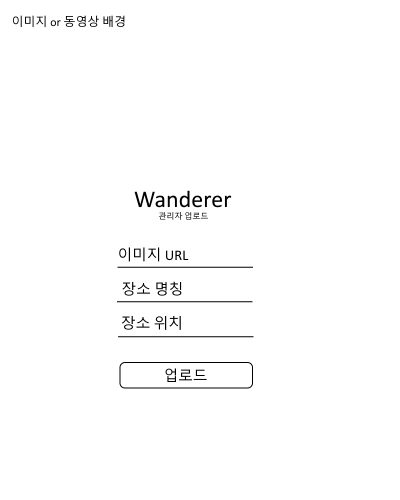 이미지 or 동영상 배경
Wanderer
관리자 업로드
이미지 URL
장소 명칭
장소 위치
업로드